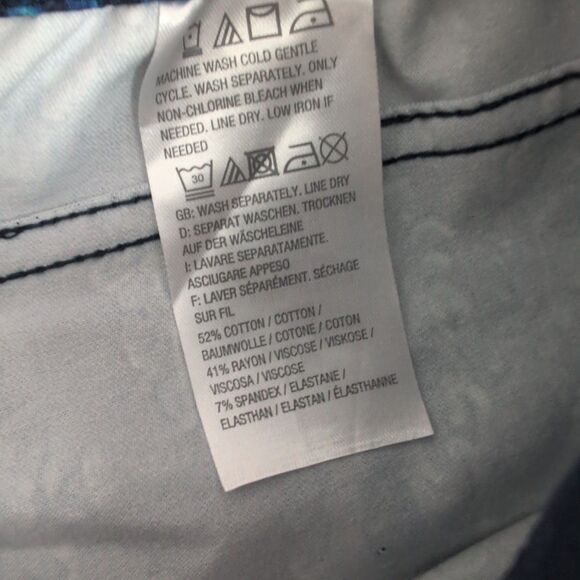 MACHINE WASH COLD GENTLE
CYCLE. WASH SEPARATELY. ONLY
NON-CHLORINE BLEACH WHEN
NEEDED. LINE DRY. LOW IRON IF
NEEDED
30
GB: WASH SEPARATELY. LINE DRY
D: SEPARAT WASCHEN. TROCKNEN
AUF DER WÄSCHELEINE
I: LAVARE SEPARATAMENTE.
ASCIUGARE APPESO
F: LAVER SÉPARÉMENT. SÉCHAGE
SUR FIL
52% COTTON / COTTON /
BAUMWOLLE / COTONE / COTON
41% RAYON / VISCOSE / VISKOSE /
VISCOSA / VISCOSE
7% SPANDEX / ELASTANE /
ELASTHAN / ELASTAN / ÉLASTHANNE